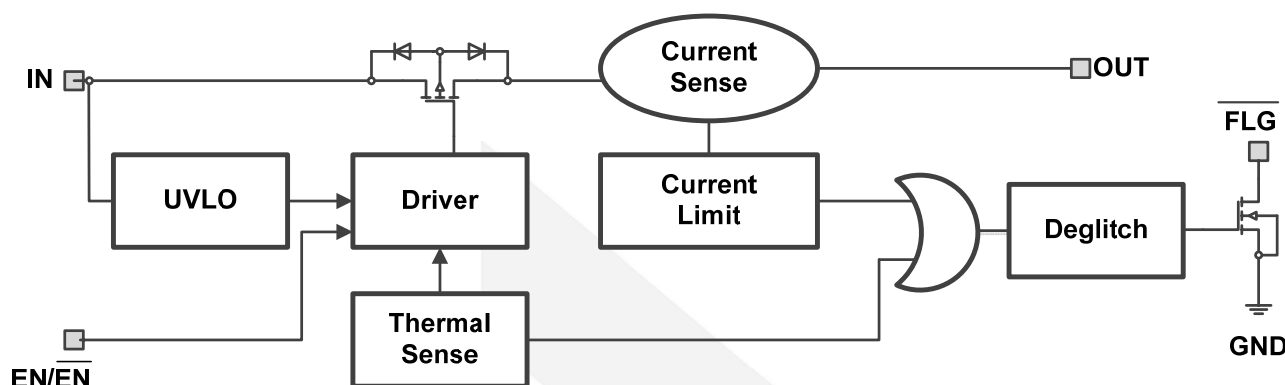 IN
Current
Sense
OUT
FLG
UVLO
Driver
Current
Limit
Deglitch
Thermal
Sense
EN/EN
GND